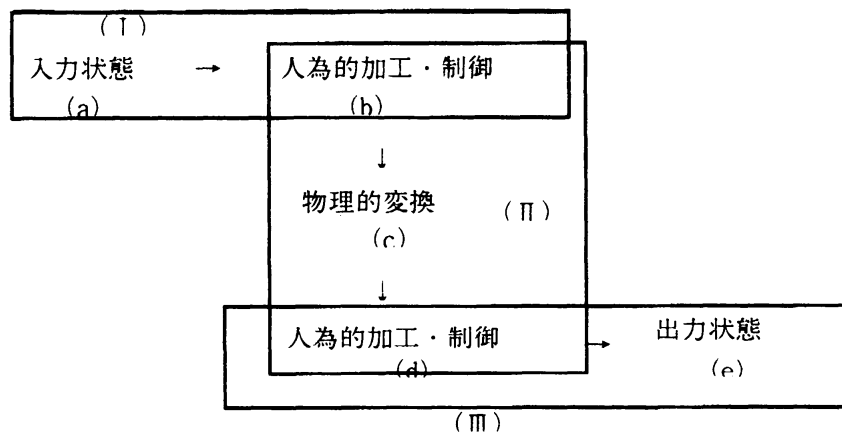 (Ⅰ)
入力状態 → 人為的加工・制御
(a) (b)
↓
物理的変換 (Ⅱ)
(c)
↓
人為的加工・制御 → 出力状態
(d) (e)
(Ⅲ)